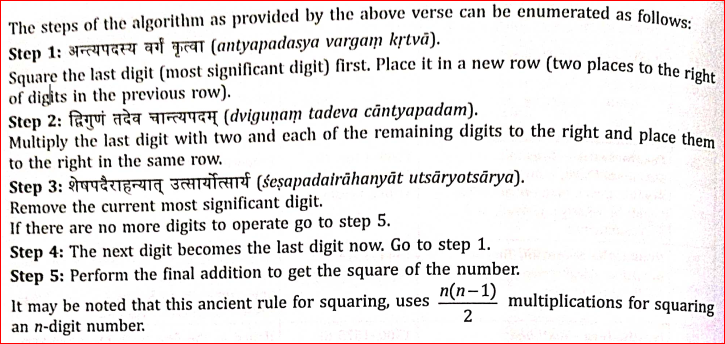 The steps of the algorithm as provided by the above verse can be enumerated as follows:
Step 1: अन्त्यपदस्य वर्गं कृत्वा (antyapadasya vargaṃ kṛtvā).
Square the last digit (most significant digit) first. Place it in a new row (two places to the right
of digits in the previous row).
Step 2: द्विगुणं तदेव चान्त्यपदम् (dviguṇaṃ tadeva cāntyapadam).
Multiply the last digit with two and each of the remaining digits to the right and place them
to the right in the same row.
Step 3: शेषपदैराहन्यात् उत्सार्योत्सार्य (śeṣapadairāhanyāt utsāryotsārya).
Remove the current most significant digit.
If there are no more digits to operate go to step 5.
Step 4: The next digit becomes the last digit now. Go to step 1.
Step 5: Perform the final addition to get the square of the number.
It may be noted that this ancient rule for squaring, uses n(n−1)/2 multiplications for squaring
an n-digit number.